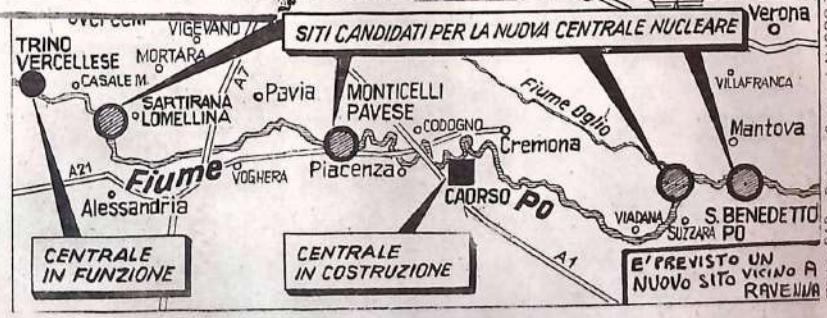 VIGEVANO
Verona
SITI CANDIDATI PER LA NUOVA CENTRALE NUCLEARE
TRINO
VERCELLESE
MORTARA
CASALE M.
A7
SARTIRANA
LOMELLINA
Pavia
MONTICELLI
PAVESE
CODOGNO
Cremona
Fiume Oglio
VILLAFRANCA
Mantova
A21
Fiume
VOGHERA
Piacenza
CAORSO
Po
Alessandria
VIADANA
SUZZARA
S. BENEDETTO
PO
A1
CENTRALE
IN FUNZIONE
CENTRALE
IN COSTRUZIONE
E' PREVISTO UN
NUOVO SITO VICINO A
RAVENNA